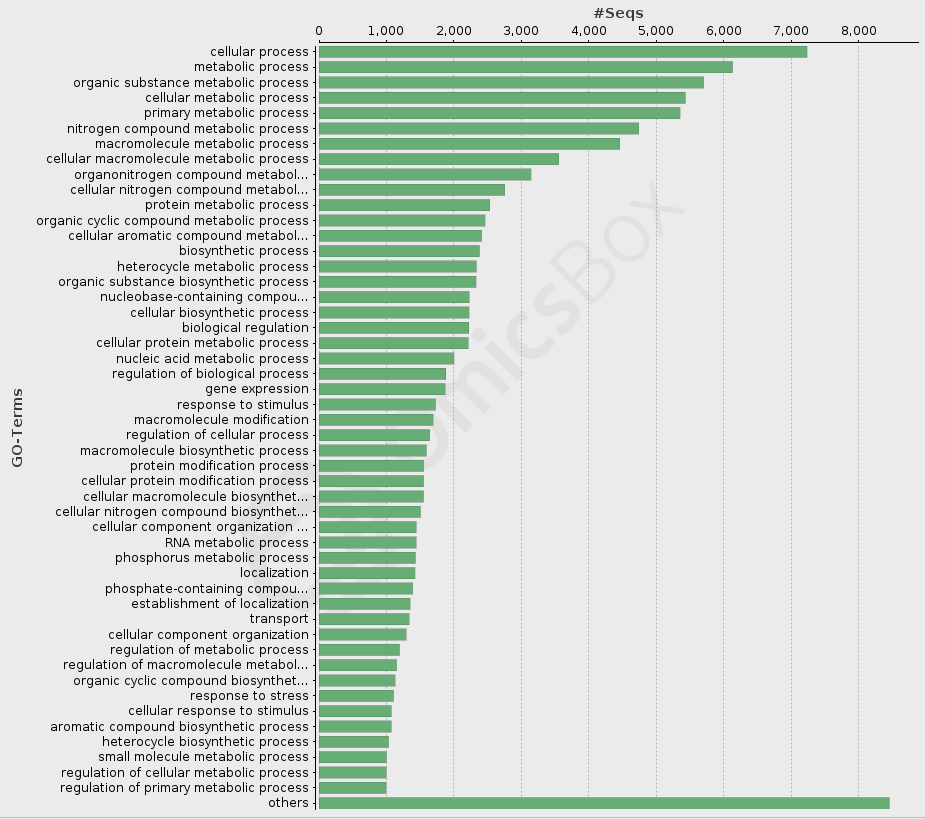 #Seqs
0 1,000 2,000 3,000 4,000 5,000 6,000 7,000 8,000
cellular process
metabolic process
organic substance metabolic process
cellular metabolic process
primary metabolic process
nitrogen compound metabolic process
macromolecule metabolic process
cellular macromolecule metabolic process
organonitrogen compound metabol...
cellular nitrogen compound metabol...
protein metabolic process
organic cyclic compound metabolic process
cellular aromatic compound metabol...
biosynthetic process
heterocycle metabolic process
organic substance biosynthetic process
nucleobase-containing compou...
cellular biosynthetic process
biological regulation
cellular protein metabolic process
nucleic acid metabolic process
regulation of biological process
gene expression
response to stimulus
macromolecule modification
regulation of cellular process
macromolecule biosynthetic process
protein modification process
cellular protein modification process
cellular macromolecule biosynthet...
cellular nitrogen compound biosynthet...
cellular component organization ...
RNA metabolic process
phosphorus metabolic process
localization
phosphate-containing compou...
establishment of localization
transport
cellular component organization
regulation of metabolic process
regulation of macromolecule metabol...
organic cyclic compound biosynthet...
response to stress
cellular response to stimulus
aromatic compound biosynthetic process
heterocycle biosynthetic process
small molecule metabolic process
regulation of cellular metabolic process
regulation of primary metabolic process
others
GO-Terms